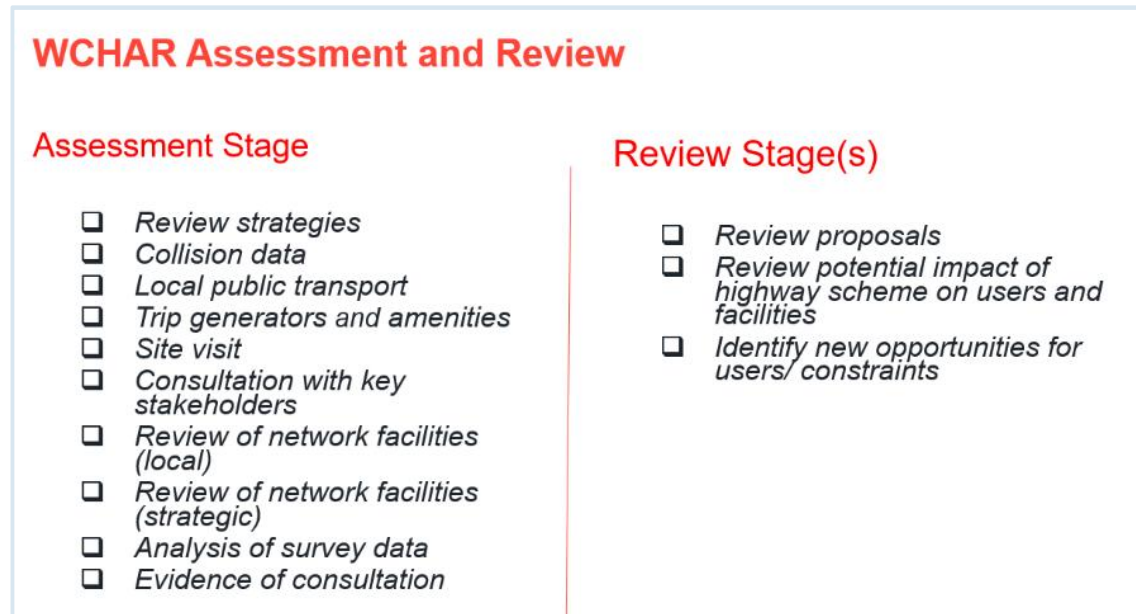 WCHAR Assessment and Review
Assessment Stage
Review strategies
Collision data
Local public transport
Trip generators and amenities
Site visit
Consultation with key
stakeholders
Review of network facilities
(local)
Review of network facilities
(strategic)
Analysis of survey data
Evidence of consultation
Review Stage(s)
Review proposals
Review potential impact of
highway scheme on users and
facilities
Identify new opportunities for
users/ constraints